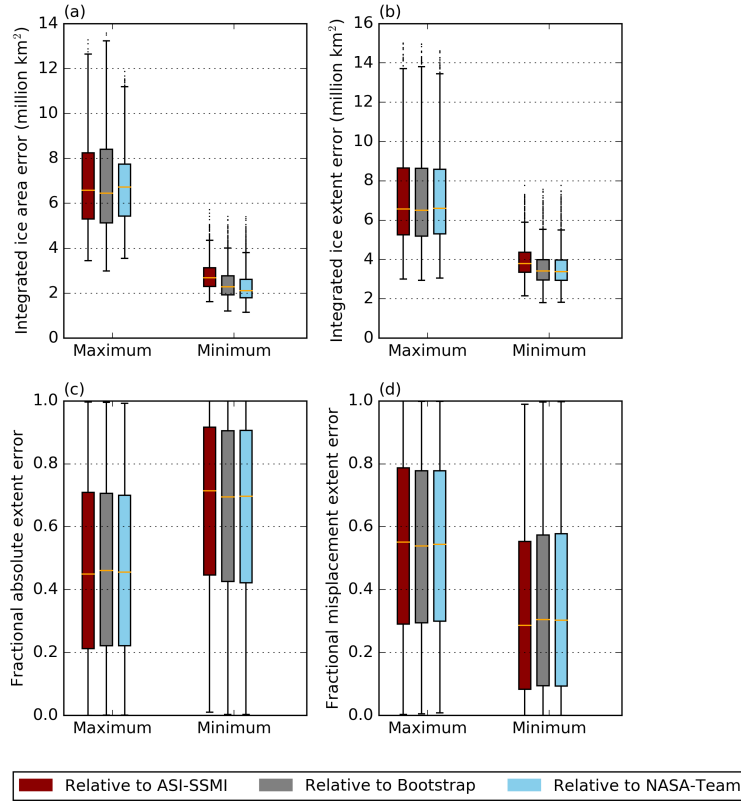 (a)
Integrated ice area error (million km²)
14
12
10
8
6
4
2
0
Maximum
Minimum
(b)
Integrated ice extent error (million km²)
16
14
12
10
8
6
4
2
0
Maximum
Minimum
(c)
Fractional absolute extent error
1.0
0.8
0.6
0.4
0.2
0.0
Maximum
Minimum
(d)
Fractional misplacement extent error
1.0
0.8
0.6
0.4
0.2
0.0
Maximum
Minimum
Relative to ASI-SSMI
Relative to Bootstrap
Relative to NASA-Team